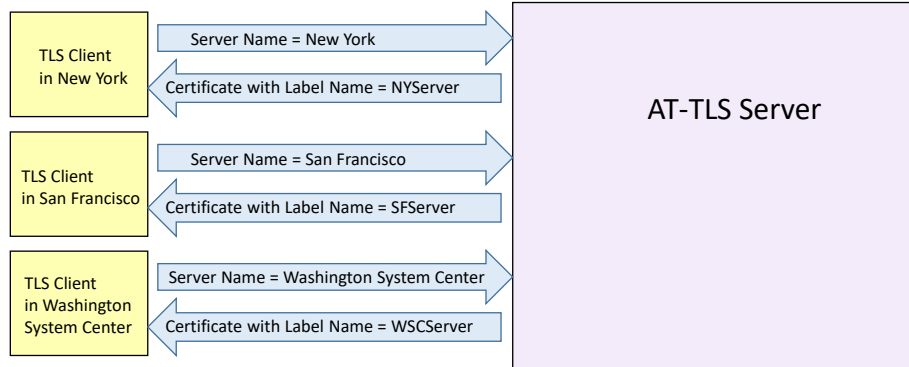 TLS Client
in New York
Server Name = New York
Certificate with Label Name = NYServer
AT-TLS Server
TLS Client
in San Francisco
Server Name = San Francisco
Certificate with Label Name = SFServer
TLS Client
in Washington
System Center
Server Name = Washington System Center
Certificate with Label Name = WSCServer